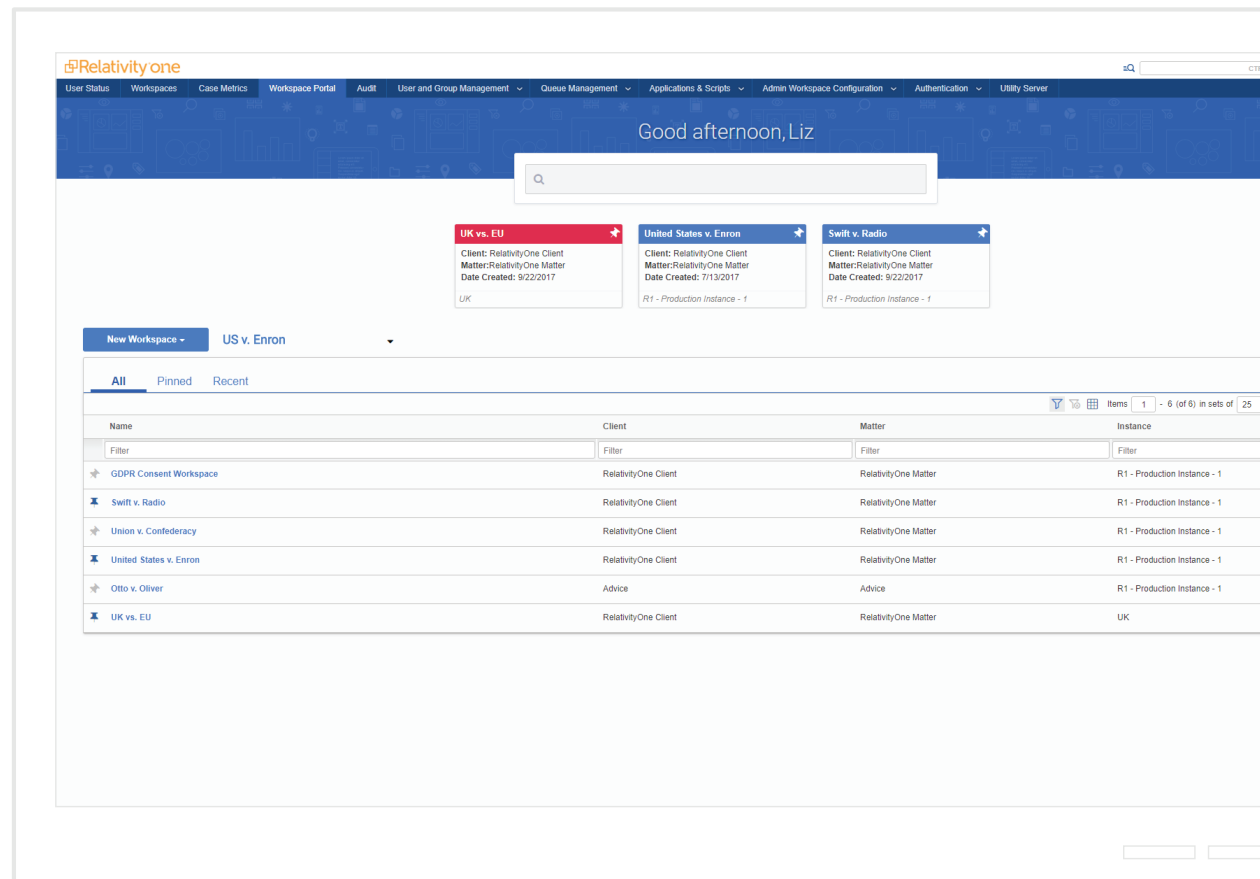 Relativity one
CTR
User Status Workspaces Case Metrics Workspace Portal Audit User and Group Management Queue Management Applications & Scripts Admin Workspace Configuration Authentication Utility Server
Good afternoon, Liz
UK vs. EU
Client: RelativityOne Client
Matter:RelativityOne Matter
Date Created: 9/22/2017
UK
United States v. Enron
Client: RelativityOne Client
Matter:RelativityOne Matter
Date Created: 7/13/2017
R1 - Production Instance - 1
Swift v. Radio
Client: RelativityOne Client
Matter:RelativityOne Matter
Date Created: 9/22/2017
R1 - Production Instance - 1
New Workspace US v. Enron
All Pinned Recent
Items 1 - 6 (of 6) in sets of 25
Name Client Matter Instance
Filter Filter Filter Filter
GDPR Consent Workspace RelativityOne Client RelativityOne Matter R1 - Production Instance - 1
Swift v. Radio RelativityOne Client RelativityOne Matter R1 - Production Instance - 1
Union v. Confederacy RelativityOne Client RelativityOne Matter R1 - Production Instance - 1
United States v. Enron RelativityOne Client RelativityOne Matter R1 - Production Instance - 1
Otto v. Oliver Advice Advice R1 - Production Instance - 1
UK vs. EU RelativityOne Client RelativityOne Matter UK